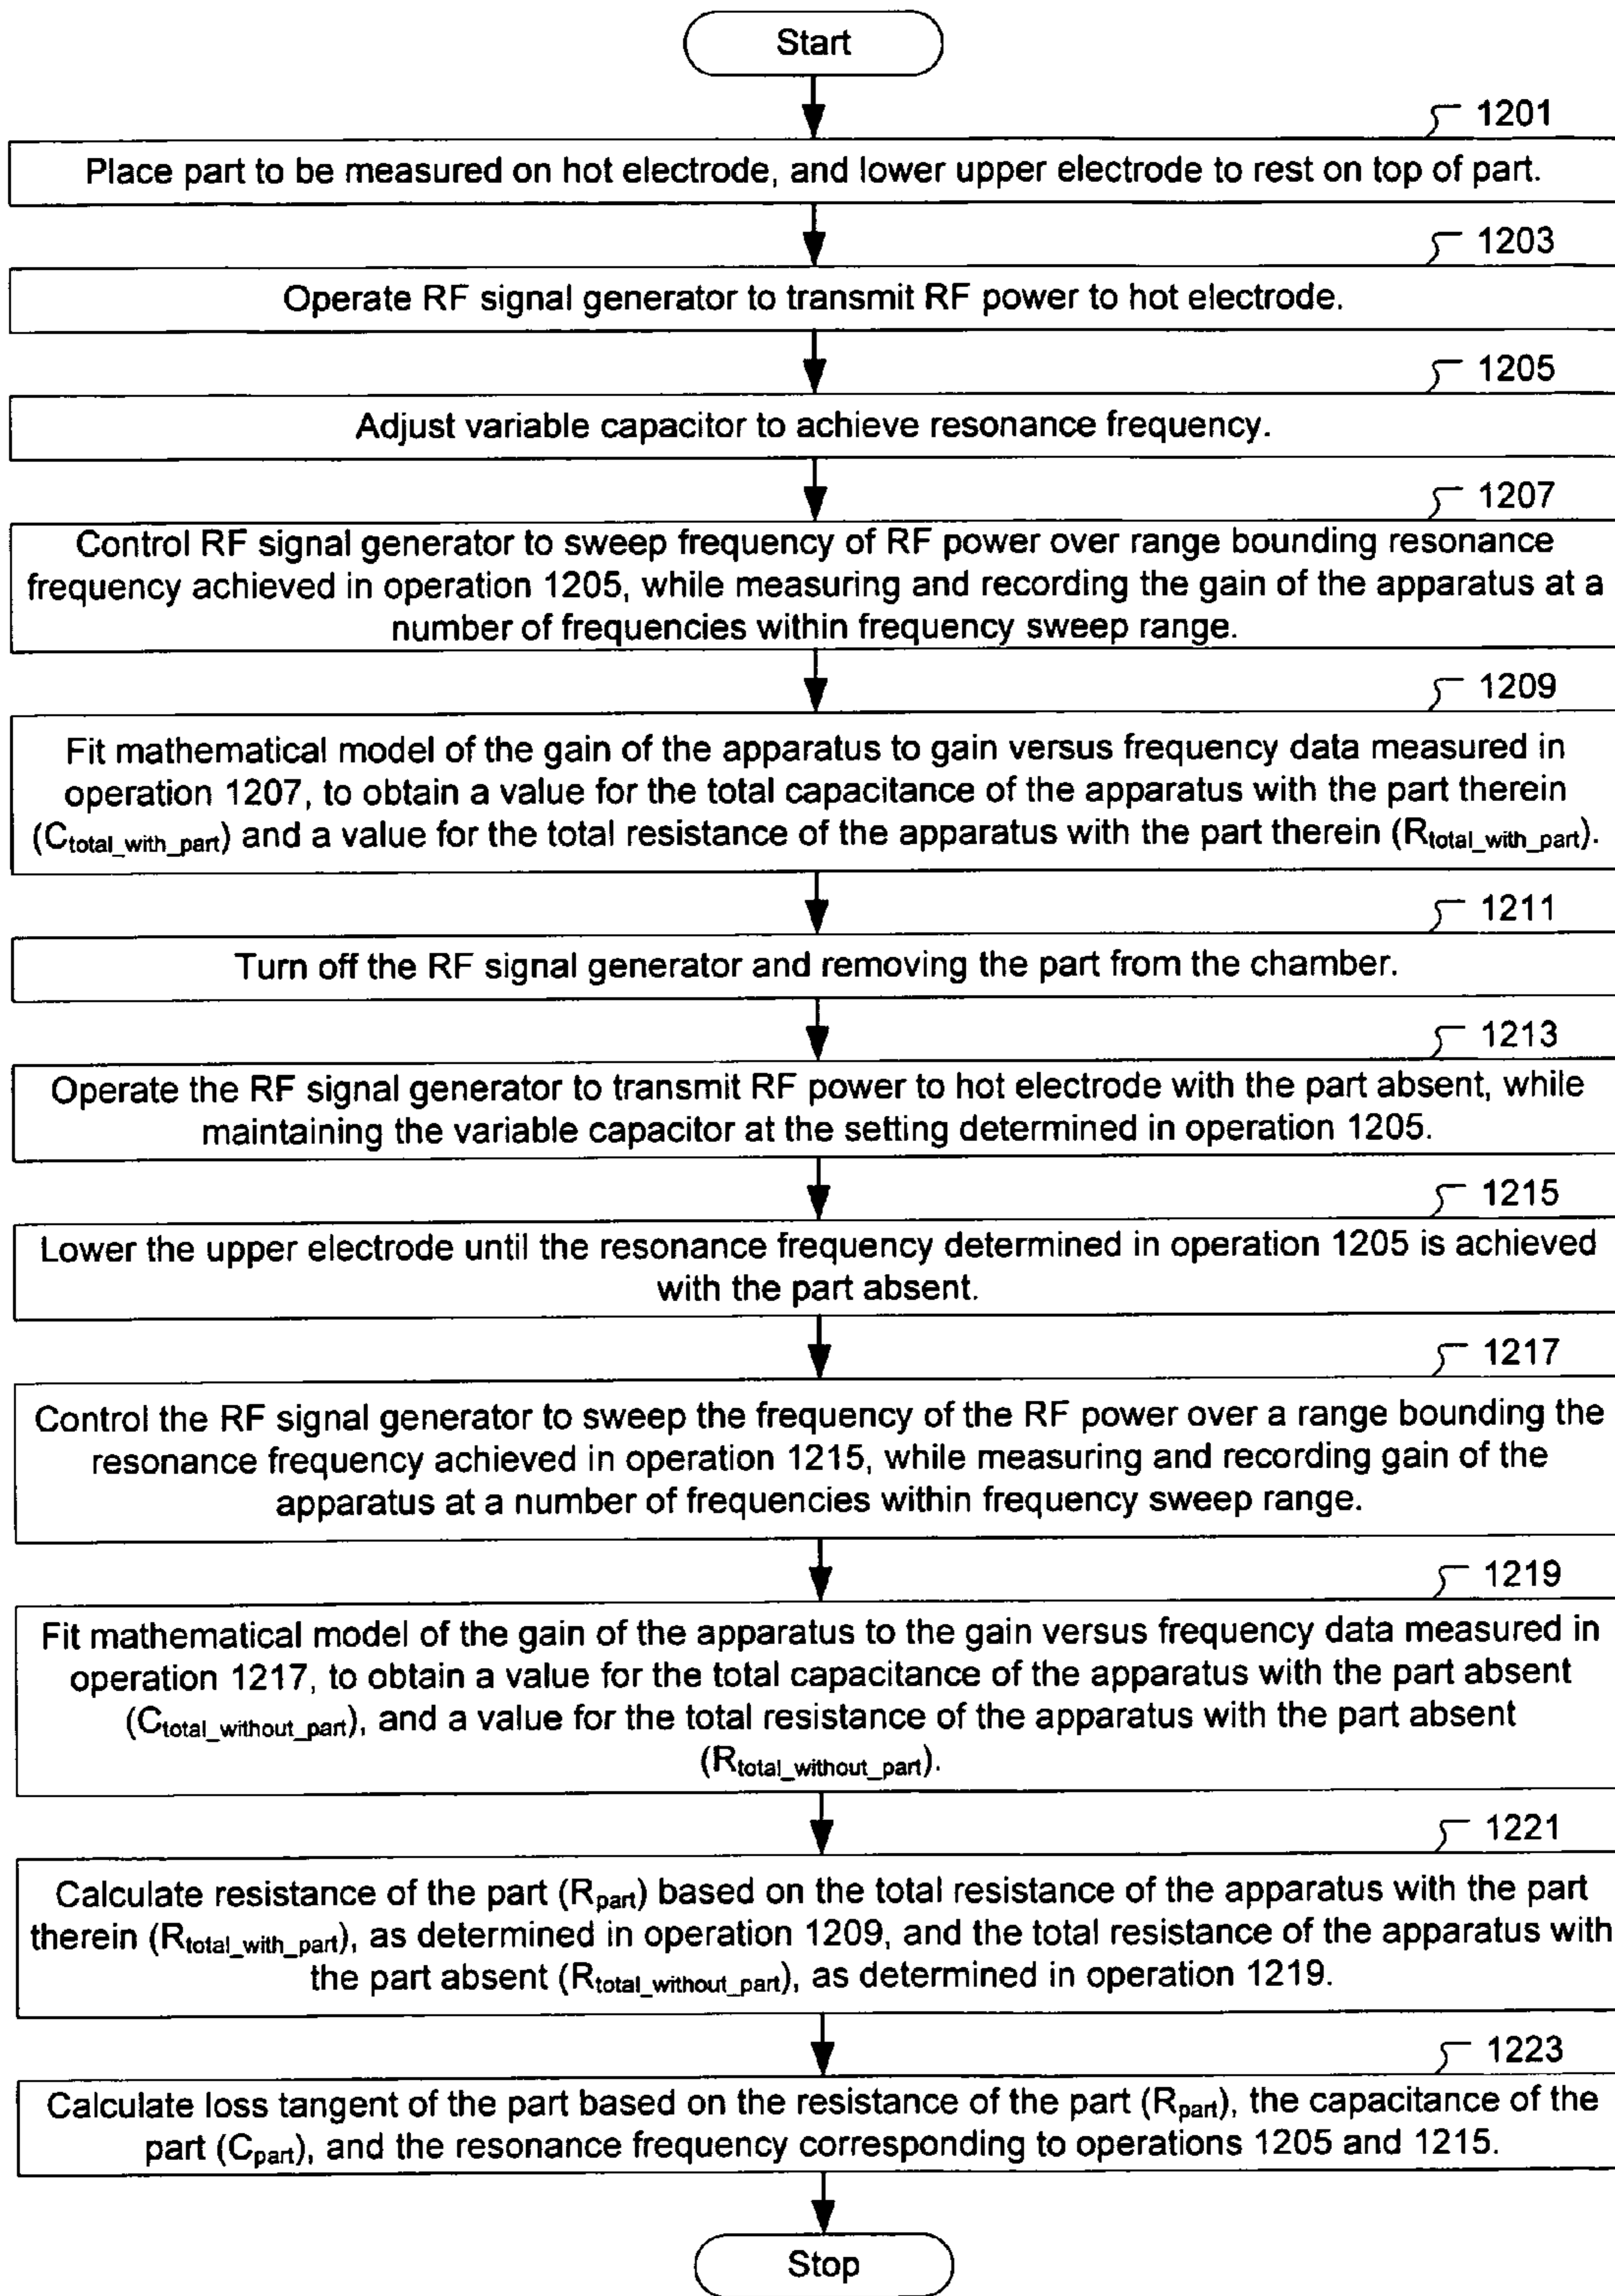 Start
1201
Place part to be measured on hot electrode, and lower upper electrode to rest on top of part.
1203
Operate RF signal generator to transmit RF power to hot electrode.
1205
Adjust variable capacitor to achieve resonance frequency.
1207
Control RF signal generator to sweep frequency of RF power over range bounding resonance
frequency achieved in operation 1205, while measuring and recording the gain of the apparatus at a
number of frequencies within frequency sweep range.
1209
Fit mathematical model of the gain of the apparatus to gain versus frequency data measured in
operation 1207, to obtain a value for the total capacitance of the apparatus with the part therein
(Ctotal_with_part) and a value for the total resistance of the apparatus with the part therein (Rtotal_with_part).
1211
Turn off the RF signal generator and removing the part from the chamber.
1213
Operate the RF signal generator to transmit RF power to hot electrode with the part absent, while
maintaining the variable capacitor at the setting determined in operation 1205.
1215
Lower the upper electrode until the resonance frequency determined in operation 1205 is achieved
with the part absent.
1217
Control the RF signal generator to sweep the frequency of the RF power over a range bounding the
resonance frequency achieved in operation 1215, while measuring and recording gain of the
apparatus at a number of frequencies within frequency sweep range.
1219
Fit mathematical model of the gain of the apparatus to the gain versus frequency data measured in
operation 1217, to obtain a value for the total capacitance of the apparatus with the part absent
(Ctotal_without_part), and a value for the total resistance of the apparatus with the part absent
(Rtotal_without_part).
1221
Calculate resistance of the part (Rpart) based on the total resistance of the apparatus with the part
therein (Rtotal_with_part), as determined in operation 1209, and the total resistance of the apparatus with
the part absent (Rtotal_without_part), as determined in operation 1219.
1223
Calculate loss tangent of the part based on the resistance of the part (Rpart), the capacitance of the
part (Cpart), and the resonance frequency corresponding to operations 1205 and 1215.
Stop